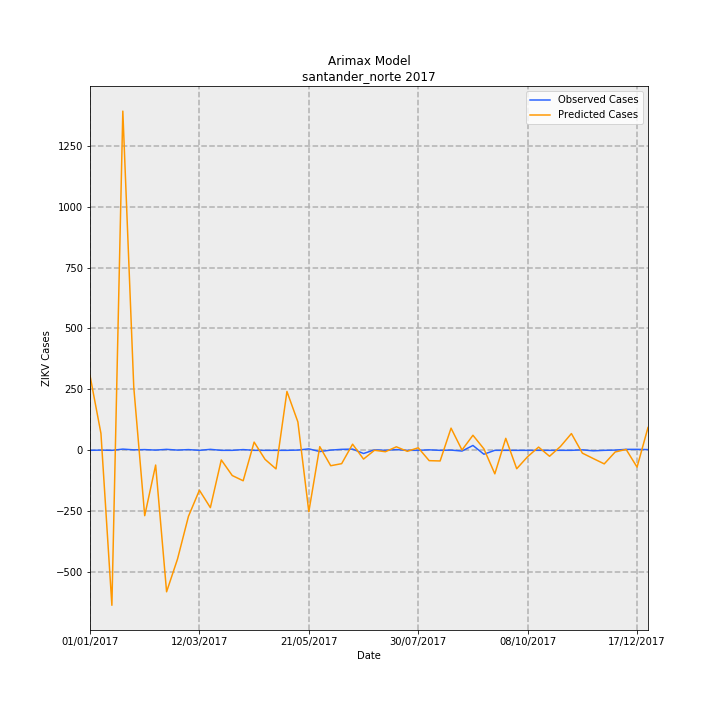 Arimax Model
santander_norte 2017
Observed Cases
Predicted Cases
ZIKV Cases
1250
1000
750
500
250
0
−250
−500
01/01/2017
12/03/2017
21/05/2017
30/07/2017
08/10/2017
17/12/2017
Date